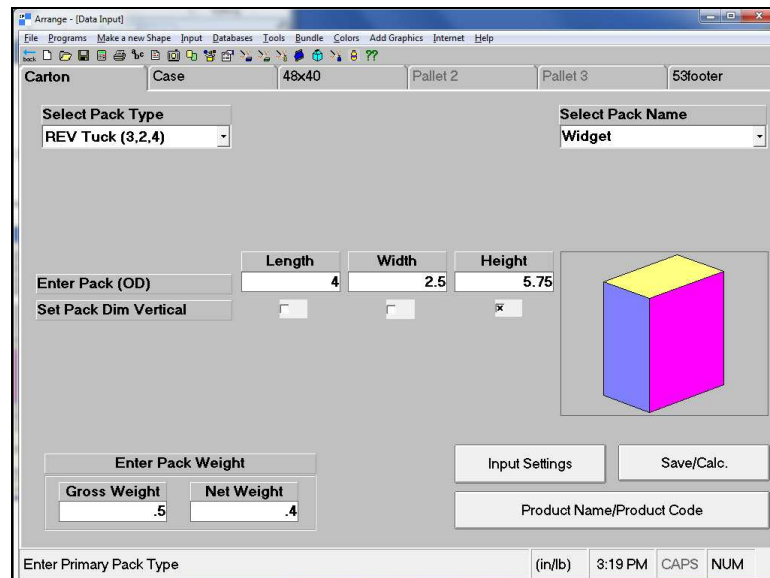 Arrange - [Data Input]
File Programs Make a new Shape Input Databases Tools Bundle Colors Add Graphics Internet Help
back ??
Carton Case 48x40 Pallet 2 Pallet 3 53footer
Select Pack Type Select Pack Name
REV Tuck (3,2,4) Widget
Length Width Height
Enter Pack (OD) 4 2.5 5.75
Set Pack Dim Vertical
Enter Pack Weight Input Settings Save/Calc.
Gross Weight Net Weight
.5 .4 Product Name/Product Code
Enter Primary Pack Type (in/lb) 3:19 PM CAPS NUM